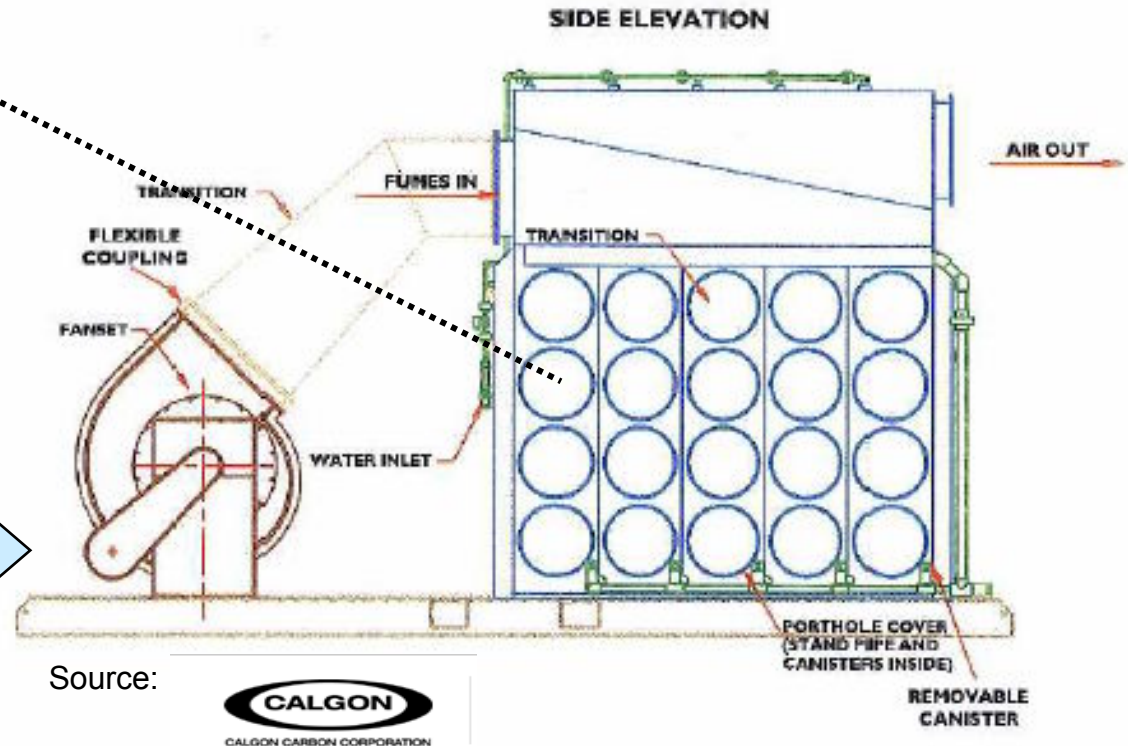 SIDE ELEVATION
AIR OUT
FUMES IN
TRANSITION
FLEXIBLE
COUPLING
TRANSITION
FANSET
WATER INLET
PORTHOLE COVER
(STAND PIPE AND
CANISTERS INSIDE)
REMOVABLE
CANISTER
Source:
CALGON
CALGON CARBON CORPORATION